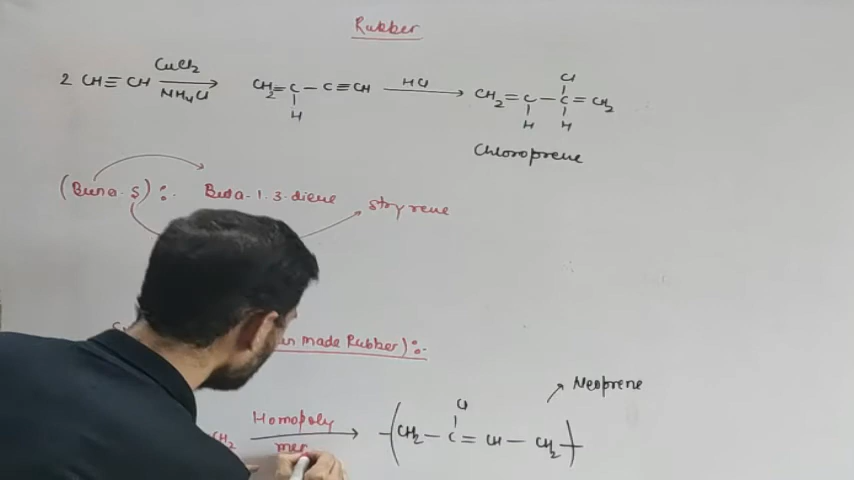 Rubber
2 CH≡CH CuCl2 NH4Cl CH2=C-C≡CH HCl CH2=C-C=CH2
H
Cl
H H
Chloroprene
(Buna-S): Buta-1.3-diene styrene
made Rubber):-
Neoprene
CH2 Homopoly mer (CH2-C=CH-CH2)
Cl